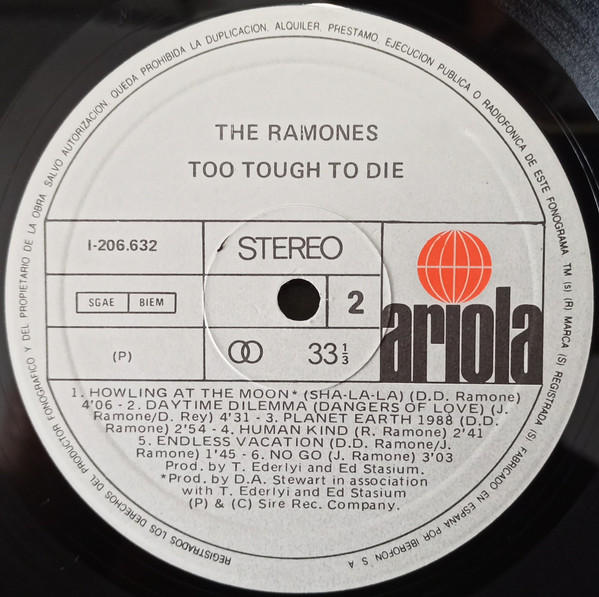 REGISTRADOS LOS DERECHOS DEL PRODUCTOR FONOGRAFICO Y DEL PROPIETARIO DE LA OBRA. SALVO AUTORIZACION, QUEDA PROHIBIDA LA DUPLICACION, ALQUILER, PRESTAMO, EJECUCION PUBLICA O RADIOFONICA DE ESTE FONOGRAMA TM (s) (R) MARCA (S) REGISTRADA (S) FABRICADO EN ESPAÑA POR IBEROFON S A
THE RAMONES
TOO TOUGH TO DIE
I-206.632
STEREO
SGAE BIEM
2
ariola
(P)
33 1/3
1. HOWLING AT THE MOON* (SHA-LA-LA) (D.D. Ramone)
4'06 - 2. DAYTIME DILEMMA (DANGERS OF LOVE) (J.
Ramone/D. Rey) 4'31 - 3. PLANET EARTH 1988 (D.D.
Ramone) 2'54 - 4. HUMAN KIND (R. Ramone) 2'41
5. ENDLESS VACATION (D.D. Ramone/J.
Ramone) 1'45 - 6. NO GO (J. Ramone) 3'03
Prod. by T. Ederlyi and Ed Stasium.
*Prod. by D.A. Stewart in association
with T. Ederlyi and Ed Stasium
(P) & (C) Sire Rec. Company.